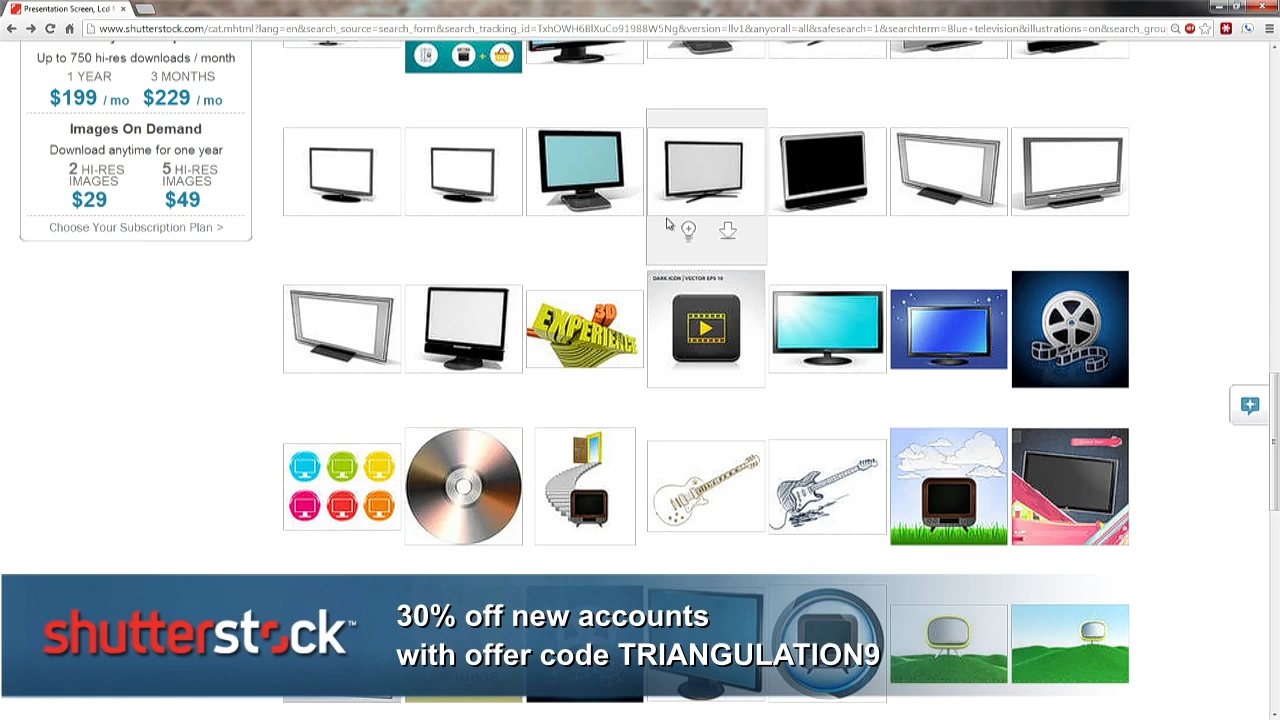 Presentation Screen, Lcd
www.shutterstock.com/cat.mhtml?lang=en&search_source=search_form&search_tracking_id=TxhOWH6BlXuCo91988W5Ng&version=llv1&anyorall=all&safesearch=1&searchterm=Blue+television&illustrations=on&search_grou
Up to 750 hi-res downloads / month
1 YEAR 3 MONTHS
$199 / mo $229 / mo
Images On Demand
Download anytime for one year
2 HI-RES IMAGES 5 HI-RES IMAGES
$29 $49
Choose Your Subscription Plan >
3D
EXPERIENCE
DARK ICON | VECTOR EPS 10
shutterstock™
30% off new accounts
with offer code TRIANGULATION9